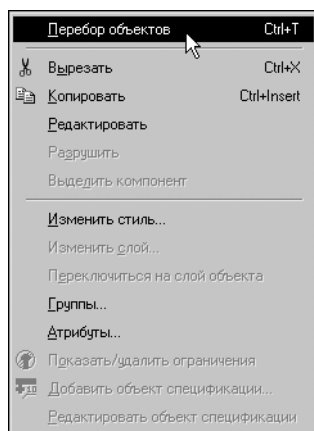 Перебор объектов Ctrl+T
Вырезать Ctrl+X
Копировать Ctrl+Insert
Редактировать
Разрушить
Выделить компонент
Изменить стиль...
Изменить слой...
Переключиться на слой объекта
Группы...
Атрибуты...
Показать/удалить ограничения
Добавить объект спецификации...
Редактировать объект спецификации